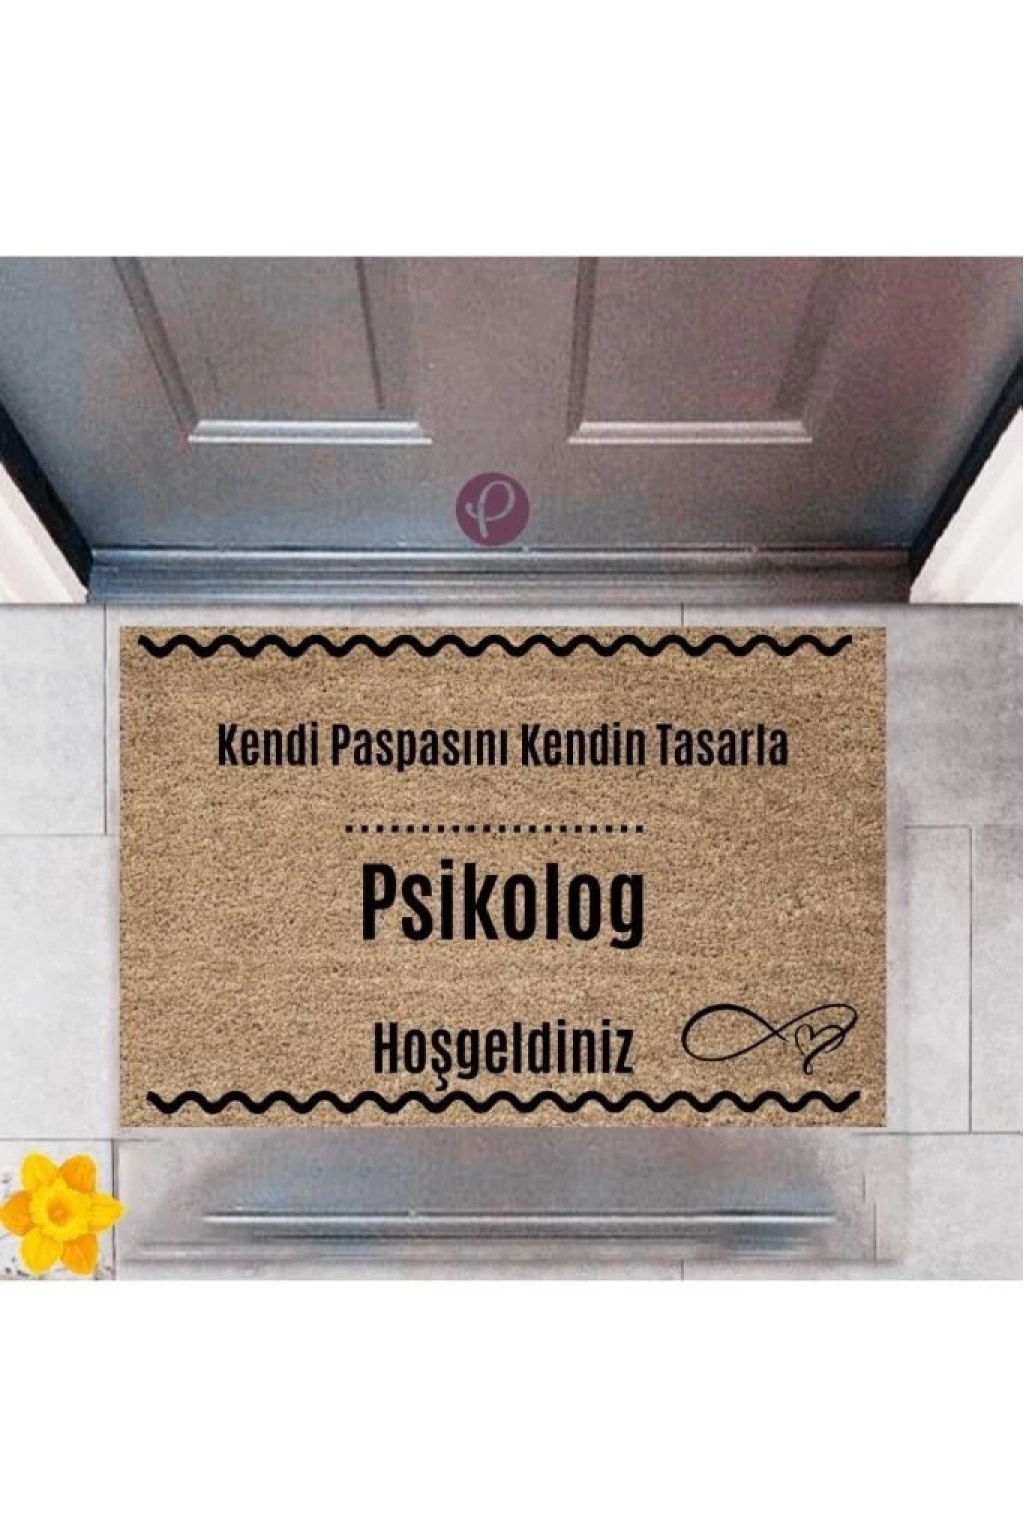 Kendi Paspasını Kendin Tasarla
...................
Psikolog
Hoşgeldiniz